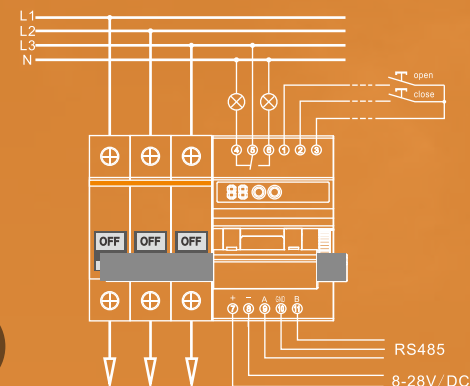 L1
L2
L3
N
open
close
4 5 6 1 2 3
88
OFF OFF OFF
+ − A B
7 8 9 10 11
RS485
8-28V/DC